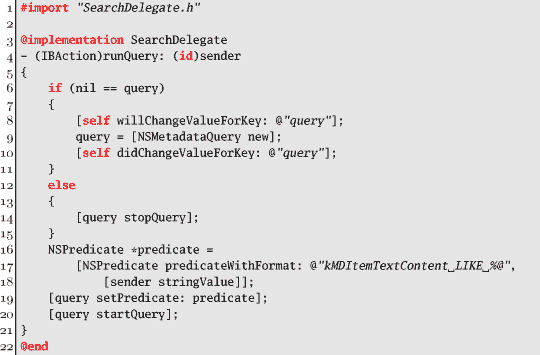 1 #import "SearchDelegate.h"
2
3 @implementation SearchDelegate
4 - (IBAction)runQuery: (id)sender
5 {
6     if (nil == query)
7     {
8         [self willChangeValueForKey: @"query"];
9         query = [NSMetadataQuery new];
10         [self didChangeValueForKey: @"query"];
11     }
12     else
13     {
14         [query stopQuery];
15     }
16     NSPredicate *predicate =
17         [NSPredicate predicateWithFormat: @"kMDItemTextContent␣LIKE␣%@",
18             [sender stringValue]];
19     [query setPredicate: predicate];
20     [query startQuery];
21 }
22 @end